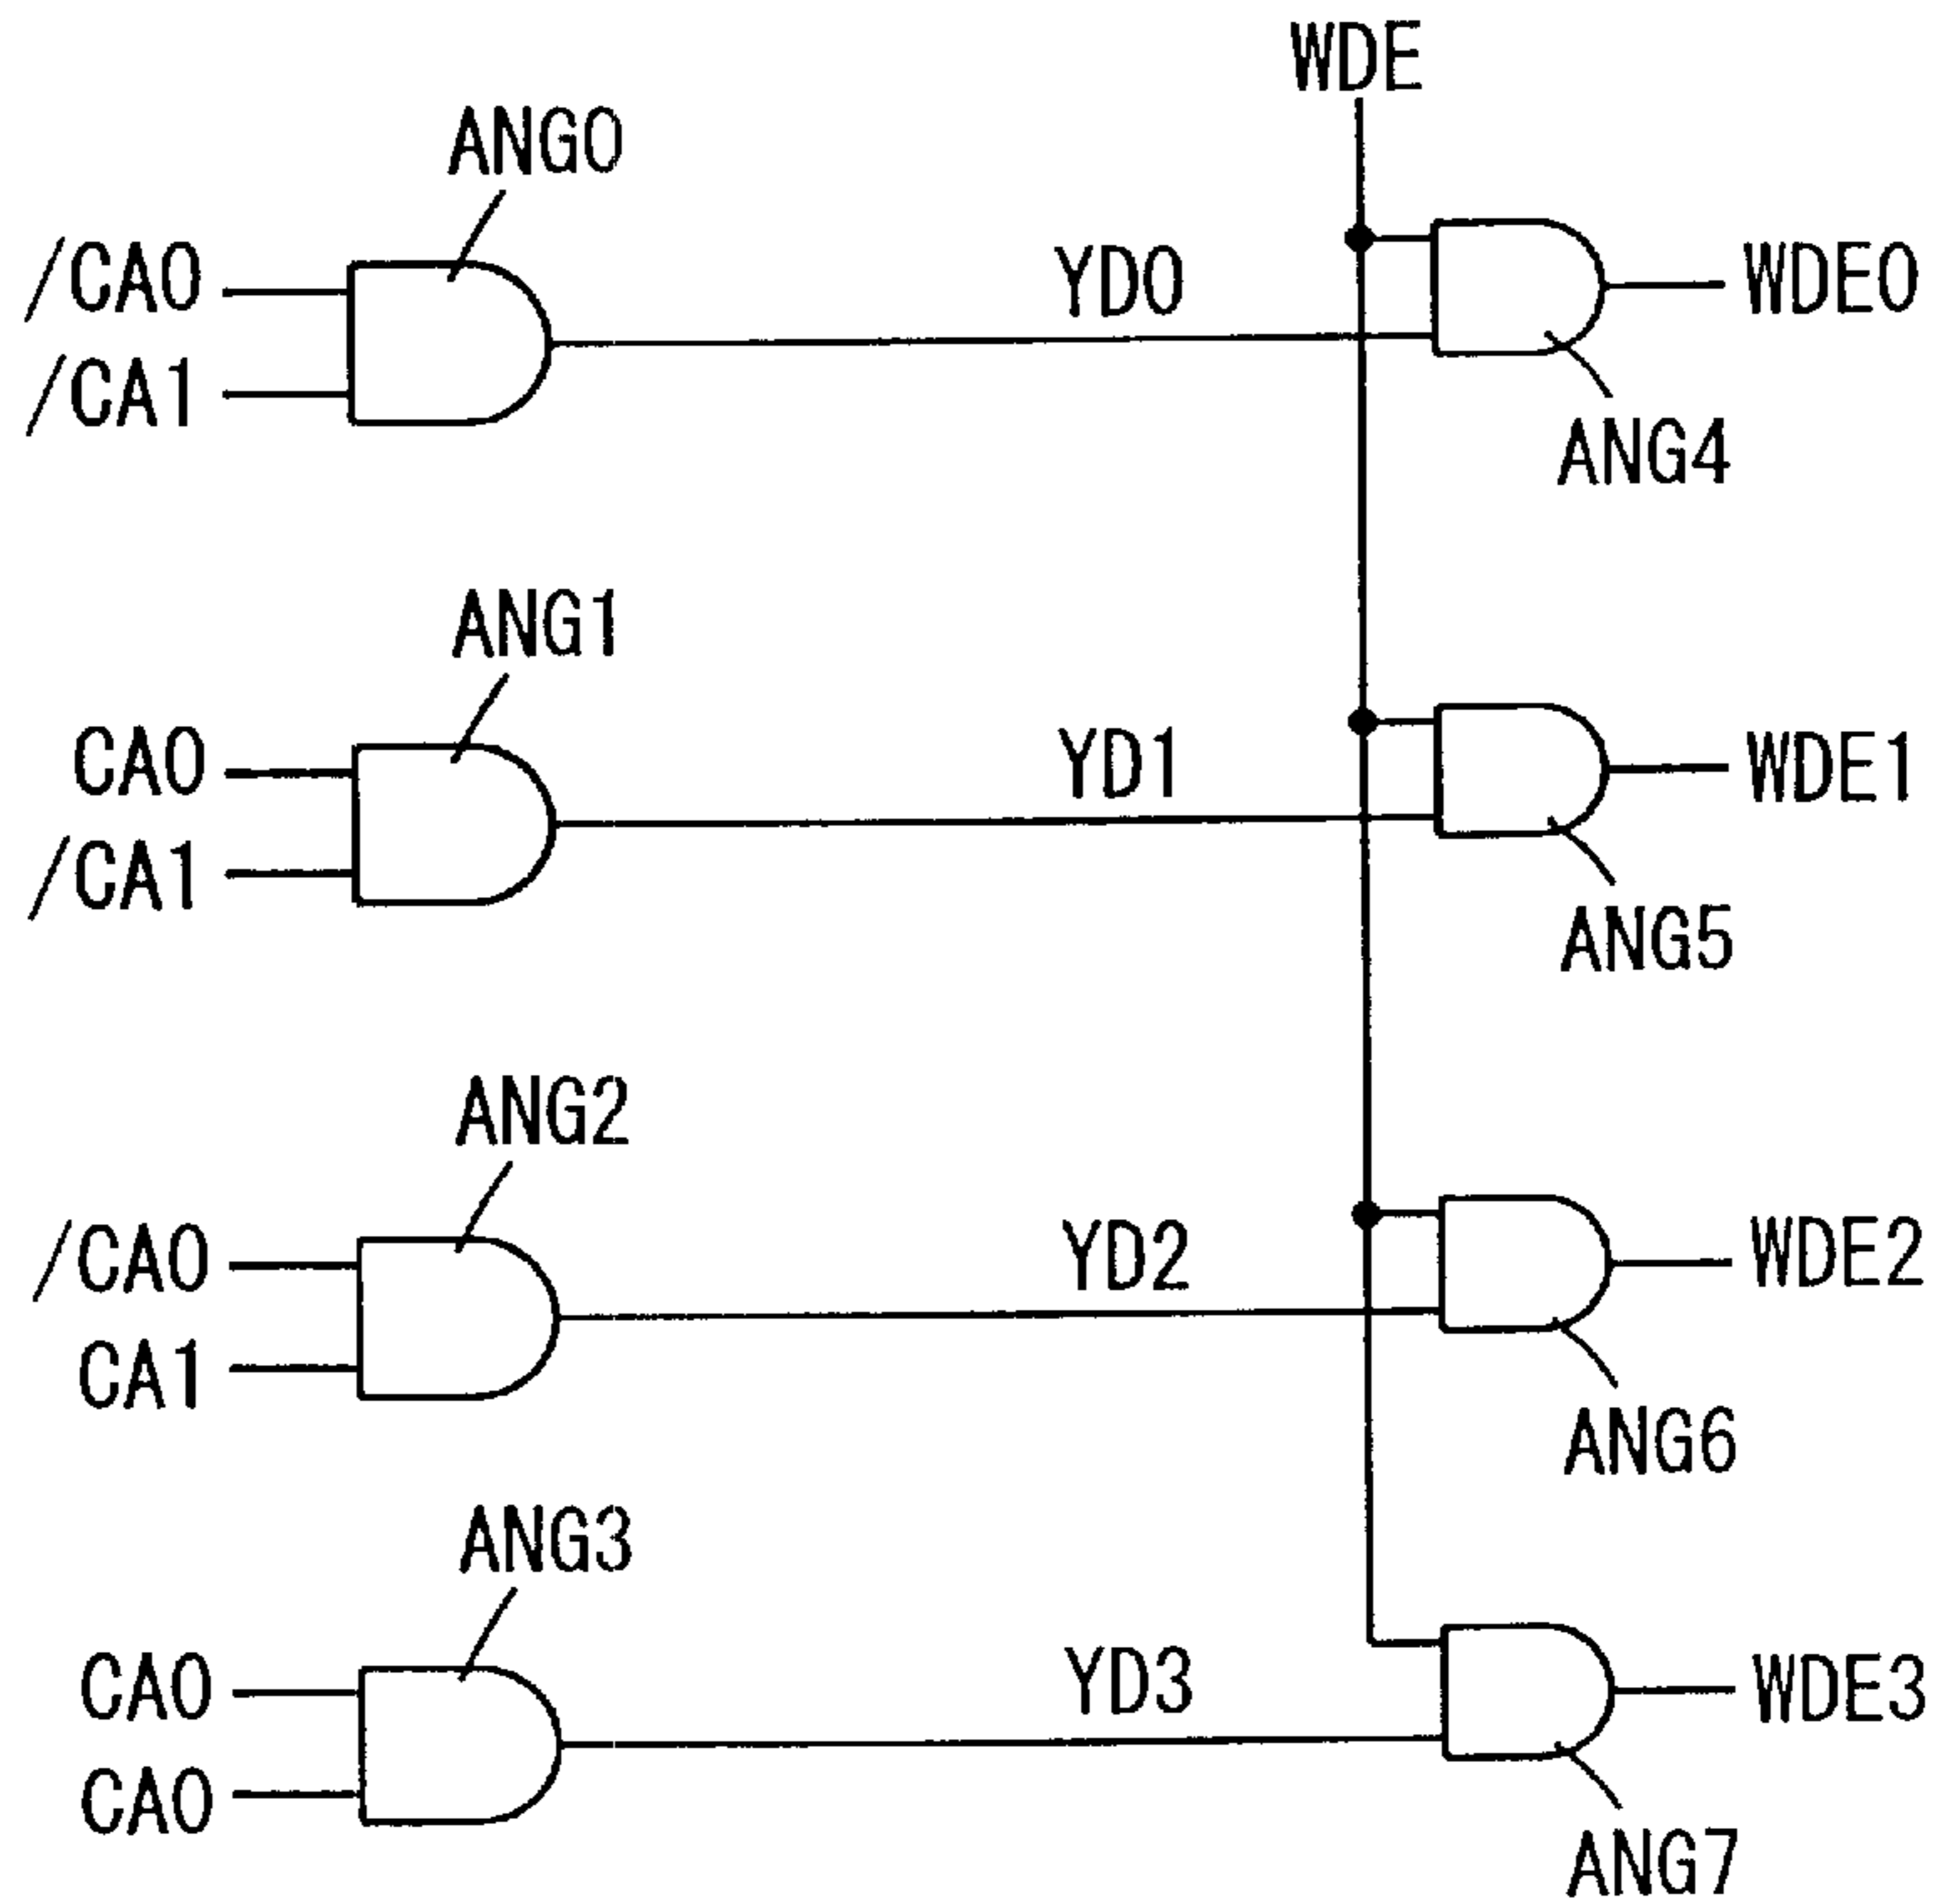 WDE
ANG0
/CA0
/CA1
YD0
WDE0
ANG4
ANG1
CA0
/CA1
YD1
WDE1
ANG5
ANG2
/CA0
CA1
YD2
WDE2
ANG6
ANG3
CA0
CA0
YD3
WDE3
ANG7